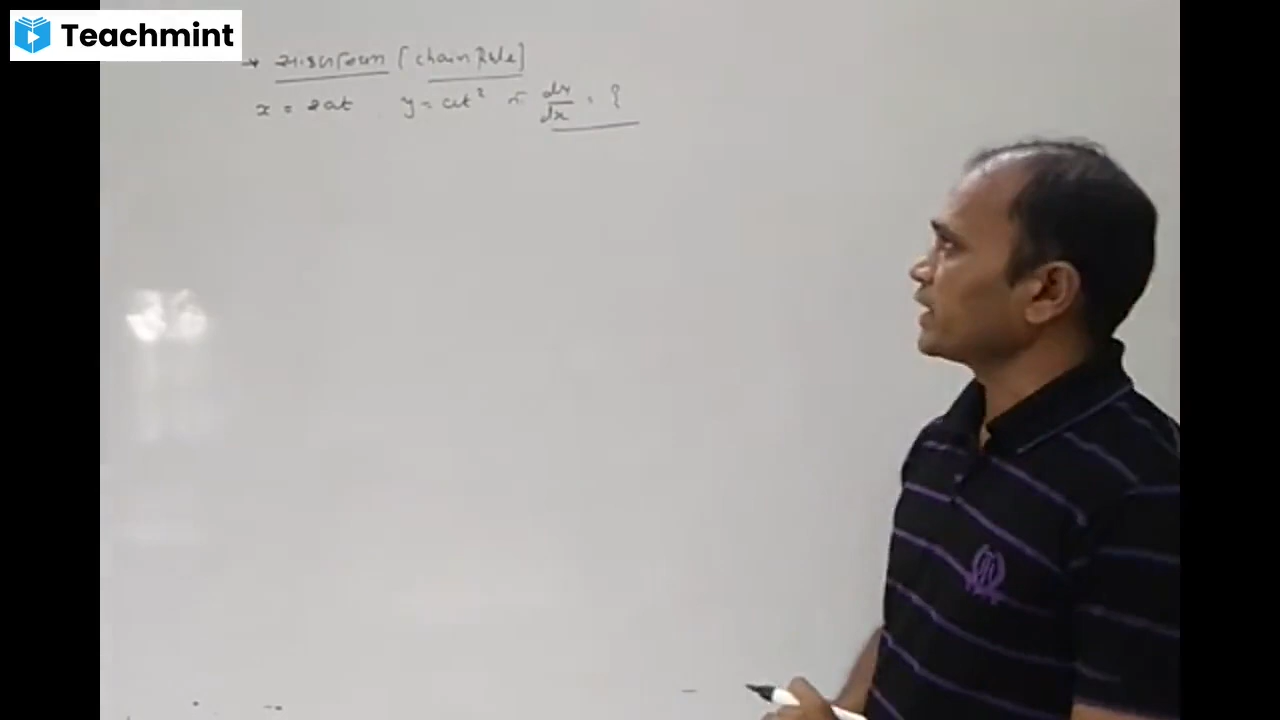 Teachmint
[Chain Rule]
x = 2at y = at² dy/dx = ?